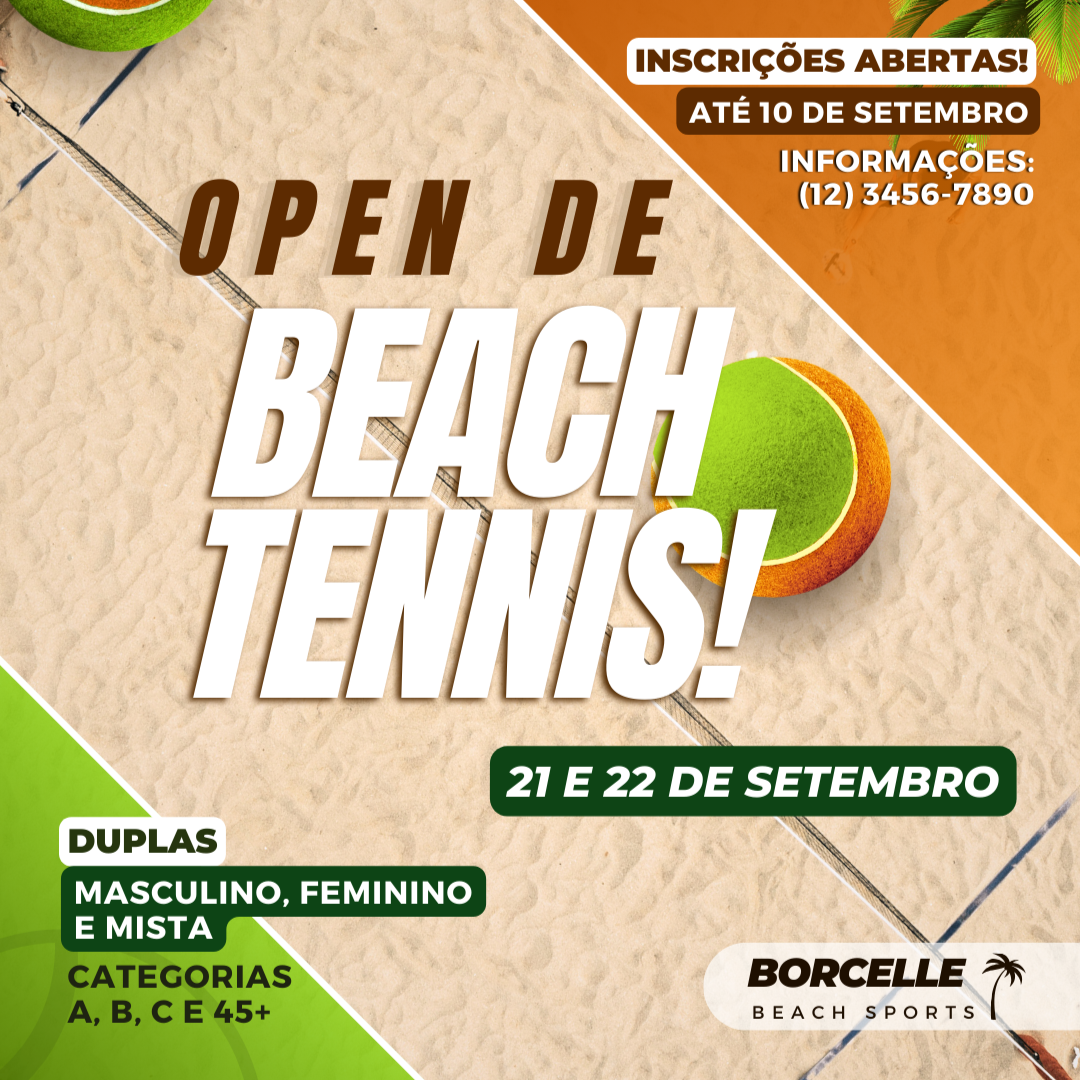 INSCRIÇÕES ABERTAS!
ATÉ 10 DE SETEMBRO
INFORMAÇÕES:
(12) 3456-7890
OPEN DE
BEACH
TENNIS!
21 E 22 DE SETEMBRO
DUPLAS
MASCULINO, FEMININO
E MISTA
CATEGORIAS
A, B, C E 45+
BORCELLE
BEACH SPORTS